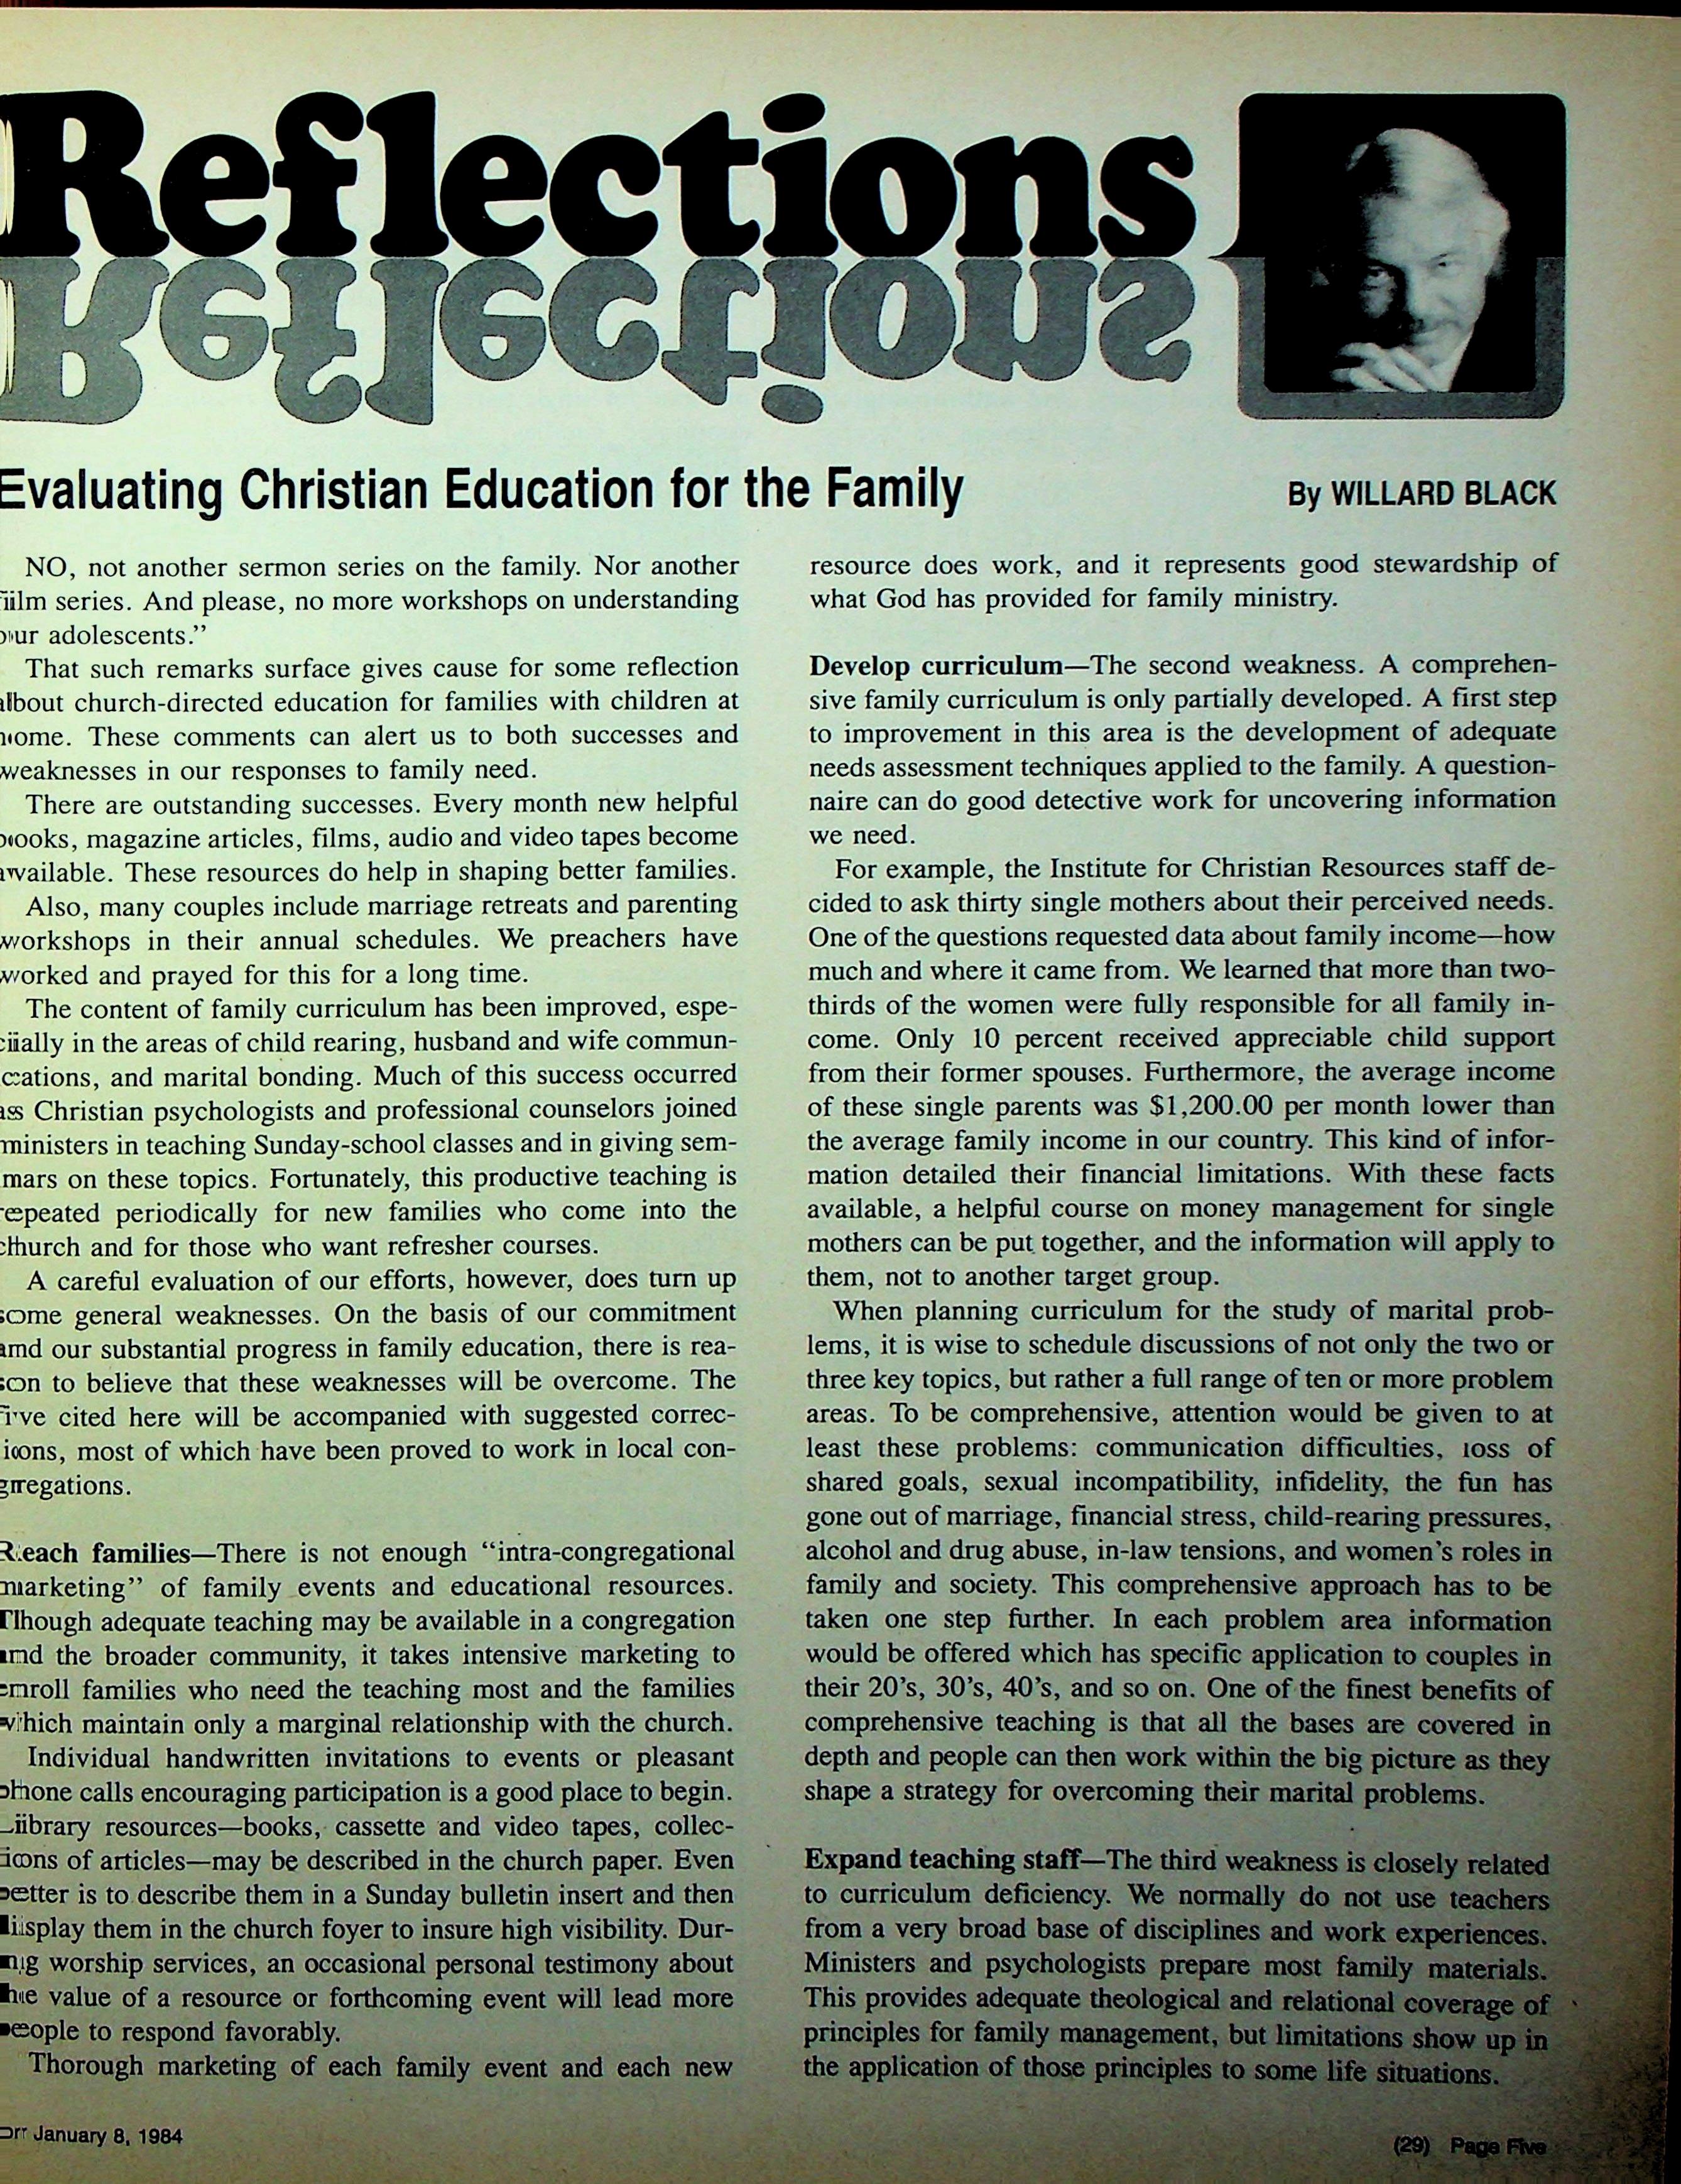 Reflections
Reflections
Evaluating Christian Education for the Family
By WILLARD BLACK
NO, not another sermon series on the family. Nor another
film series. And please, no more workshops on understanding
our adolescents.”
That such remarks surface gives cause for some reflection
about church-directed education for families with children at
home. These comments can alert us to both successes and
weaknesses in our responses to family need.
There are outstanding successes. Every month new helpful
books, magazine articles, films, audio and video tapes become
available. These resources do help in shaping better families.
Also, many couples include marriage retreats and parenting
workshops in their annual schedules. We preachers have
worked and prayed for this for a long time.
The content of family curriculum has been improved, espe-
cially in the areas of child rearing, husband and wife commun-
ications, and marital bonding. Much of this success occurred
as Christian psychologists and professional counselors joined
ministers in teaching Sunday-school classes and in giving sem-
inars on these topics. Fortunately, this productive teaching is
repeated periodically for new families who come into the
church and for those who want refresher courses.
A careful evaluation of our efforts, however, does turn up
some general weaknesses. On the basis of our commitment
and our substantial progress in family education, there is rea-
son to believe that these weaknesses will be overcome. The
five cited here will be accompanied with suggested correc-
tions, most of which have been proved to work in local con-
gregations.
Reach families—There is not enough “intra-congregational
marketing” of family events and educational resources.
Though adequate teaching may be available in a congregation
and the broader community, it takes intensive marketing to
enroll families who need the teaching most and the families
which maintain only a marginal relationship with the church.
Individual handwritten invitations to events or pleasant
phone calls encouraging participation is a good place to begin.
Library resources—books, cassette and video tapes, collec-
tions of articles—may be described in the church paper. Even
better is to describe them in a Sunday bulletin insert and then
display them in the church foyer to insure high visibility. Dur-
ing worship services, an occasional personal testimony about
the value of a resource or forthcoming event will lead more
people to respond favorably.
Thorough marketing of each family event and each new
resource does work, and it represents good stewardship of
what God has provided for family ministry.
Develop curriculum—The second weakness. A comprehen-
sive family curriculum is only partially developed. A first step
to improvement in this area is the development of adequate
needs assessment techniques applied to the family. A question-
naire can do good detective work for uncovering information
we need.
For example, the Institute for Christian Resources staff de-
cided to ask thirty single mothers about their perceived needs.
One of the questions requested data about family income—how
much and where it came from. We learned that more than two-
thirds of the women were fully responsible for all family in-
come. Only 10 percent received appreciable child support
from their former spouses. Furthermore, the average income
of these single parents was $1,200.00 per month lower than
the average family income in our country. This kind of infor-
mation detailed their financial limitations. With these facts
available, a helpful course on money management for single
mothers can be put together, and the information will apply to
them, not to another target group.
When planning curriculum for the study of marital prob-
lems, it is wise to schedule discussions of not only the two or
three key topics, but rather a full range of ten or more problem
areas. To be comprehensive, attention would be given to at
least these problems: communication difficulties, loss of
shared goals, sexual incompatibility, infidelity, the fun has
gone out of marriage, financial stress, child-rearing pressures,
alcohol and drug abuse, in-law tensions, and women’s roles in
family and society. This comprehensive approach has to be
taken one step further. In each problem area information
would be offered which has specific application to couples in
their 20’s, 30’s, 40’s, and so on. One of the finest benefits of
comprehensive teaching is that all the bases are covered in
depth and people can then work within the big picture as they
shape a strategy for overcoming their marital problems.
Expand teaching staff—The third weakness is closely related
to curriculum deficiency. We normally do not use teachers
from a very broad base of disciplines and work experiences.
Ministers and psychologists prepare most family materials.
This provides adequate theological and relational coverage of
principles for family management, but limitations show up in
the application of those principles to some life situations.
January 8, 1984
(29) Page Five